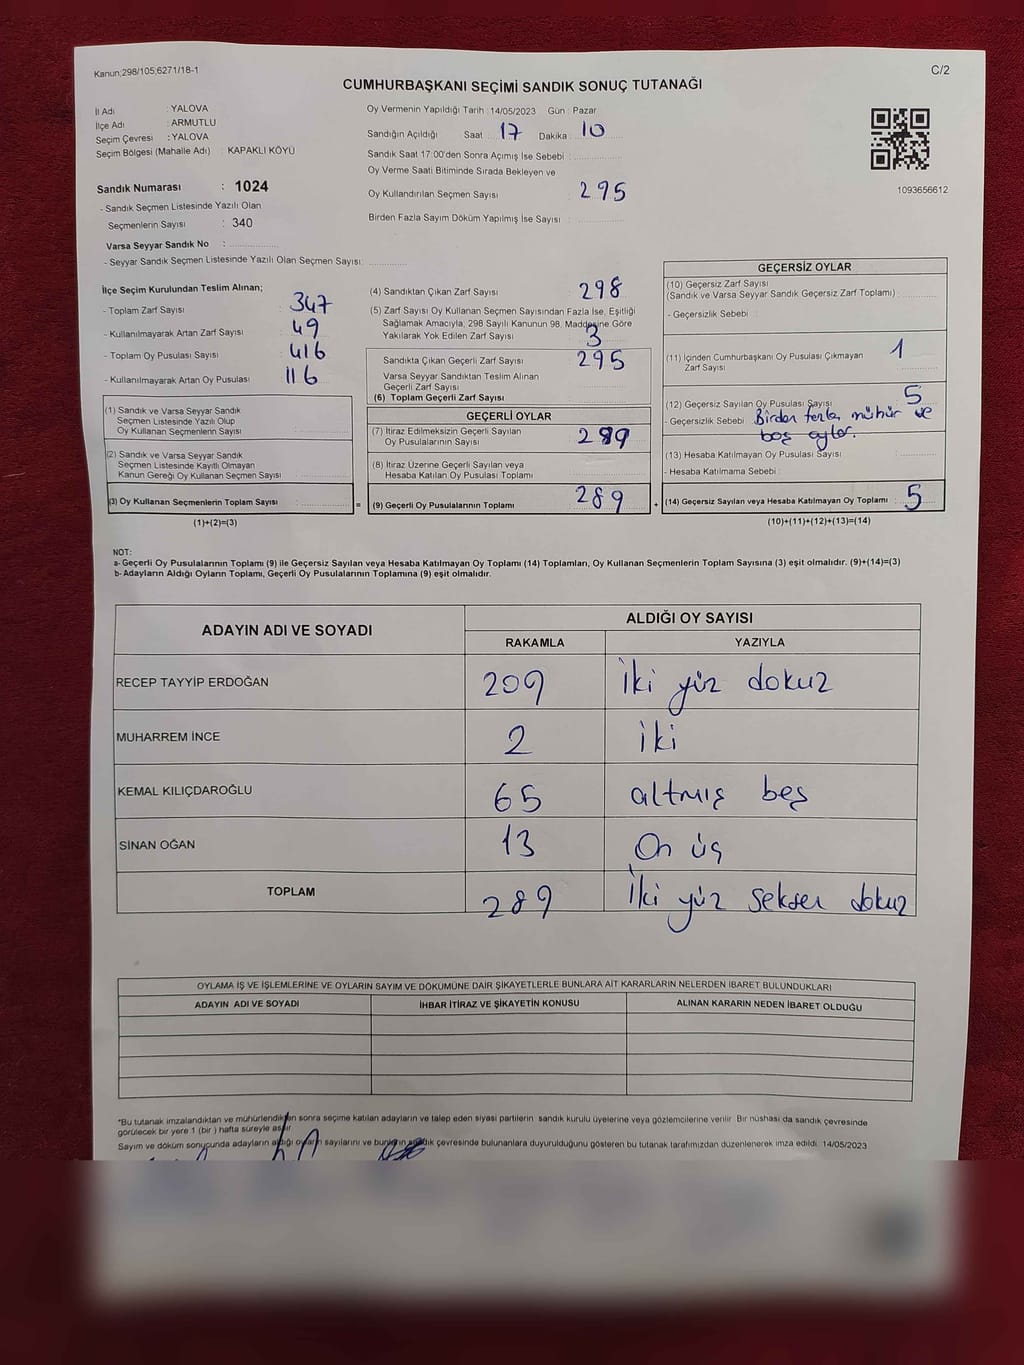 Kanun;298/105;6271/18-1
C/2
CUMHURBAŞKANI SEÇİMİ SANDIK SONUÇ TUTANAĞI
İl Adı : YALOVA
İlçe Adı : ARMUTLU
Seçim Çevresi : YALOVA
Seçim Bölgesi (Mahalle Adı) : KAPAKLI KÖYÜ
Sandık Numarası : 1024
- Sandık Seçmen Listesinde Yazılı Olan
Seçmenlerin Sayısı : 340
Varsa Seyyar Sandık No :
- Seyyar Sandık Seçmen Listesinde Yazılı Olan Seçmen Sayısı:
Oy Vermenin Yapıldığı Tarih : 14/05/2023 Gün : Pazar
Sandığın Açıldığı Saat 17 Dakika : 10
Sandık Saat 17:00'den Sonra Açımış İse Sebebi :
Oy Verme Saati Bitiminde Sırada Bekleyen ve
Oy Kullandırılan Seçmen Sayısı : 295
Birden Fazla Sayım Döküm Yapılmış İse Sayısı :
1093656612
İlçe Seçim Kurulundan Teslim Alınan;
- Toplam Zarf Sayısı : 347
- Kullanılmayarak Artan Zarf Sayısı : 49
- Toplam Oy Pusulası Sayısı : 416
- Kullanılmayarak Artan Oy Pusulası : 116
(1) Sandık ve Varsa Seyyar Sandık
Seçmen Listesinde Yazılı Olup
Oy Kullanan Seçmenlerin Sayısı :
(2) Sandık ve Varsa Seyyar Sandık
Seçmen Listesinde Kayıtlı Olmayan
Kanun Gereği Oy Kullanan Seçmen Sayısı :
(3) Oy Kullanan Seçmenlerin Toplam Sayısı :
(1)+(2)=(3)
(4) Sandıktan Çıkan Zarf Sayısı : 298
(5) Zarf Sayısı Oy Kullanan Seçmen Sayısından Fazla İse, Eşitliği
Sağlamak Amacıyla, 298 Sayılı Kanunun 98. Maddesine Göre
Yakılarak Yok Edilen Zarf Sayısı : 3
Sandıkta Çıkan Geçerli Zarf Sayısı : 295
Varsa Seyyar Sandıktan Teslim Alınan
Geçerli Zarf Sayısı :
(6) Toplam Geçerli Zarf Sayısı
GEÇERLİ OYLAR
(7) İtiraz Edilmeksizin Geçerli Sayılan
Oy Pusulalarının Sayısı : 289
(8) İtiraz Üzerine Geçerli Sayılan veya
Hesaba Katılan Oy Pusulası Toplamı :
= (9) Geçerli Oy Pusulalarının Toplamı : 289
GEÇERSİZ OYLAR
(10) Geçersiz Zarf Sayısı
(Sandık ve Varsa Seyyar Sandık Geçersiz Zarf Toplamı) :
- Geçersizlik Sebebi :
(11) İçinden Cumhurbaşkanı Oy Pusulası Çıkmayan
Zarf Sayısı : 1
(12) Geçersiz Sayılan Oy Pusulası Sayısı : 5
- Geçersizlik Sebebi Birden fazla mühür ve
boş oylar.
(13) Hesaba Katılmayan Oy Pusulası Sayısı :
- Hesaba Katılmama Sebebi :
+ (14) Geçersiz Sayılan veya Hesaba Katılmayan Oy Toplamı : 5
(10)+(11)+(12)+(13)=(14)
NOT:
a- Geçerli Oy Pusulalarının Toplamı (9) ile Geçersiz Sayılan veya Hesaba Katılmayan Oy Toplamı (14) Toplamları, Oy Kullanan Seçmenlerin Toplam Sayısına (3) eşit olmalıdır. (9)+(14)=(3)
b- Adayların Aldığı Oyların Toplamı, Geçerli Oy Pusulalarının Toplamına (9) eşit olmalıdır.
ADAYIN ADI VE SOYADI
ALDIĞI OY SAYISI
RAKAMLA YAZIYLA
RECEP TAYYİP ERDOĞAN 209 İki yüz dokuz
MUHARREM İNCE 2 İki
KEMAL KILIÇDAROĞLU 65 altmış beş
SİNAN OĞAN 13 On üç
TOPLAM 289 İki yüz seksen dokuz
OYLAMA İŞ VE İŞLEMLERİNE VE OYLARIN SAYIM VE DÖKÜMÜNE DAİR ŞİKAYETLERLE BUNLARA AİT KARARLARIN NELERDEN İBARET BULUNDUKLARI
ADAYIN ADI VE SOYADI İHBAR İTİRAZ VE ŞİKAYETİN KONUSU ALINAN KARARIN NEDEN İBARET OLDUĞU
*Bu tutanak imzalandıktan ve mühürlendikten sonra seçime katılan adayların ve talep eden siyasi partilerin sandık kurulu üyelerine veya gözlemcilerine verilir. Bir nüshası da sandık çevresinde
görülecek bir yere 1 (bir) hafta süreyle asılır.
Sayım ve döküm sonucunda adayların aldığı oyların sayılarını ve bunların sandık çevresinde bulunanlara duyurulduğunu gösteren bu tutanak tarafımızdan düzenlenerek imza edildi. 14/05/2023